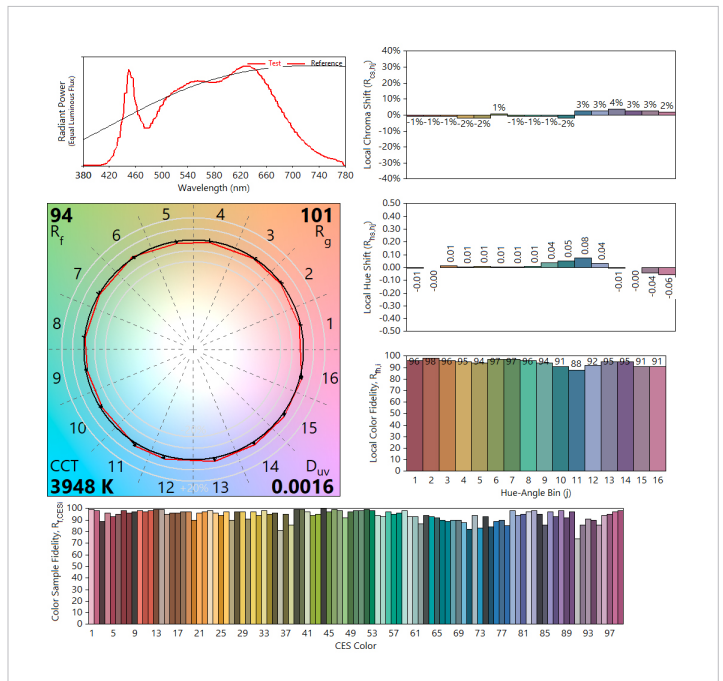 Radiant Power
(Equal Luminous Flux)
Test
Reference
380 420 460 500 540 580 620 660 700 740 780
Wavelength (nm)
Local Chroma Shift (Rcs,hj)
40%
30%
20%
10%
0%
-10%
-20%
-30%
-40%
-1% -1% -1% -2% -2% 1% -1% -1% -1% -2% 3% 3% 4% 3% 3% 2%
94
Rf
101
Rg
1
2
3
4
5
6
7
8
9
10
11
12
13
14
15
16
+20%
CCT
3948 K
Duv
0.0016
Local Hue Shift (Rhs,hj)
0.50
0.40
0.30
0.20
0.10
0.00
-0.10
-0.20
-0.30
-0.40
-0.50
-0.01 -0.00 0.01 0.01 0.01 0.01 0.01 0.01 0.04 0.05 0.08 0.04 -0.01 -0.00 -0.04 -0.06
Local Color Fidelity, Rfh,i
100
90
80
70
60
50
40
30
20
10
0
96 98 96 95 94 97 97 96 94 91 88 92 95 95 91 91
1 2 3 4 5 6 7 8 9 10 11 12 13 14 15 16
Hue-Angle Bin (j)
Color Sample Fidelity, Rf,CESi
100
90
80
70
60
50
40
30
20
10
0
1 5 9 13 17 21 25 29 33 37 41 45 49 53 57 61 65 69 73 77 81 85 89 93 97
CES Color